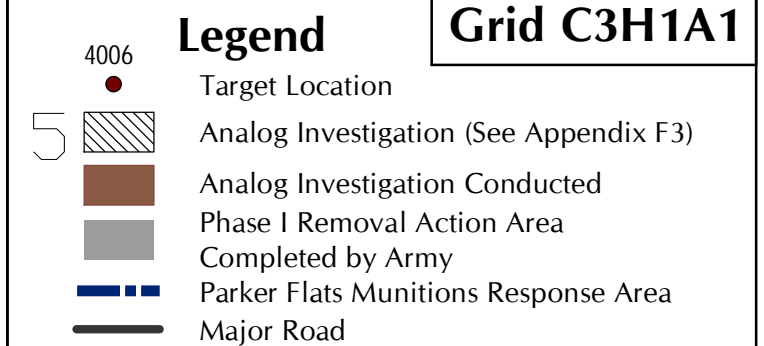 Legend
Grid C3H1A1
4006
Target Location
5
Analog Investigation (See Appendix F3)
Analog Investigation Conducted
Phase I Removal Action Area
Completed by Army
Parker Flats Munitions Response Area
Major Road